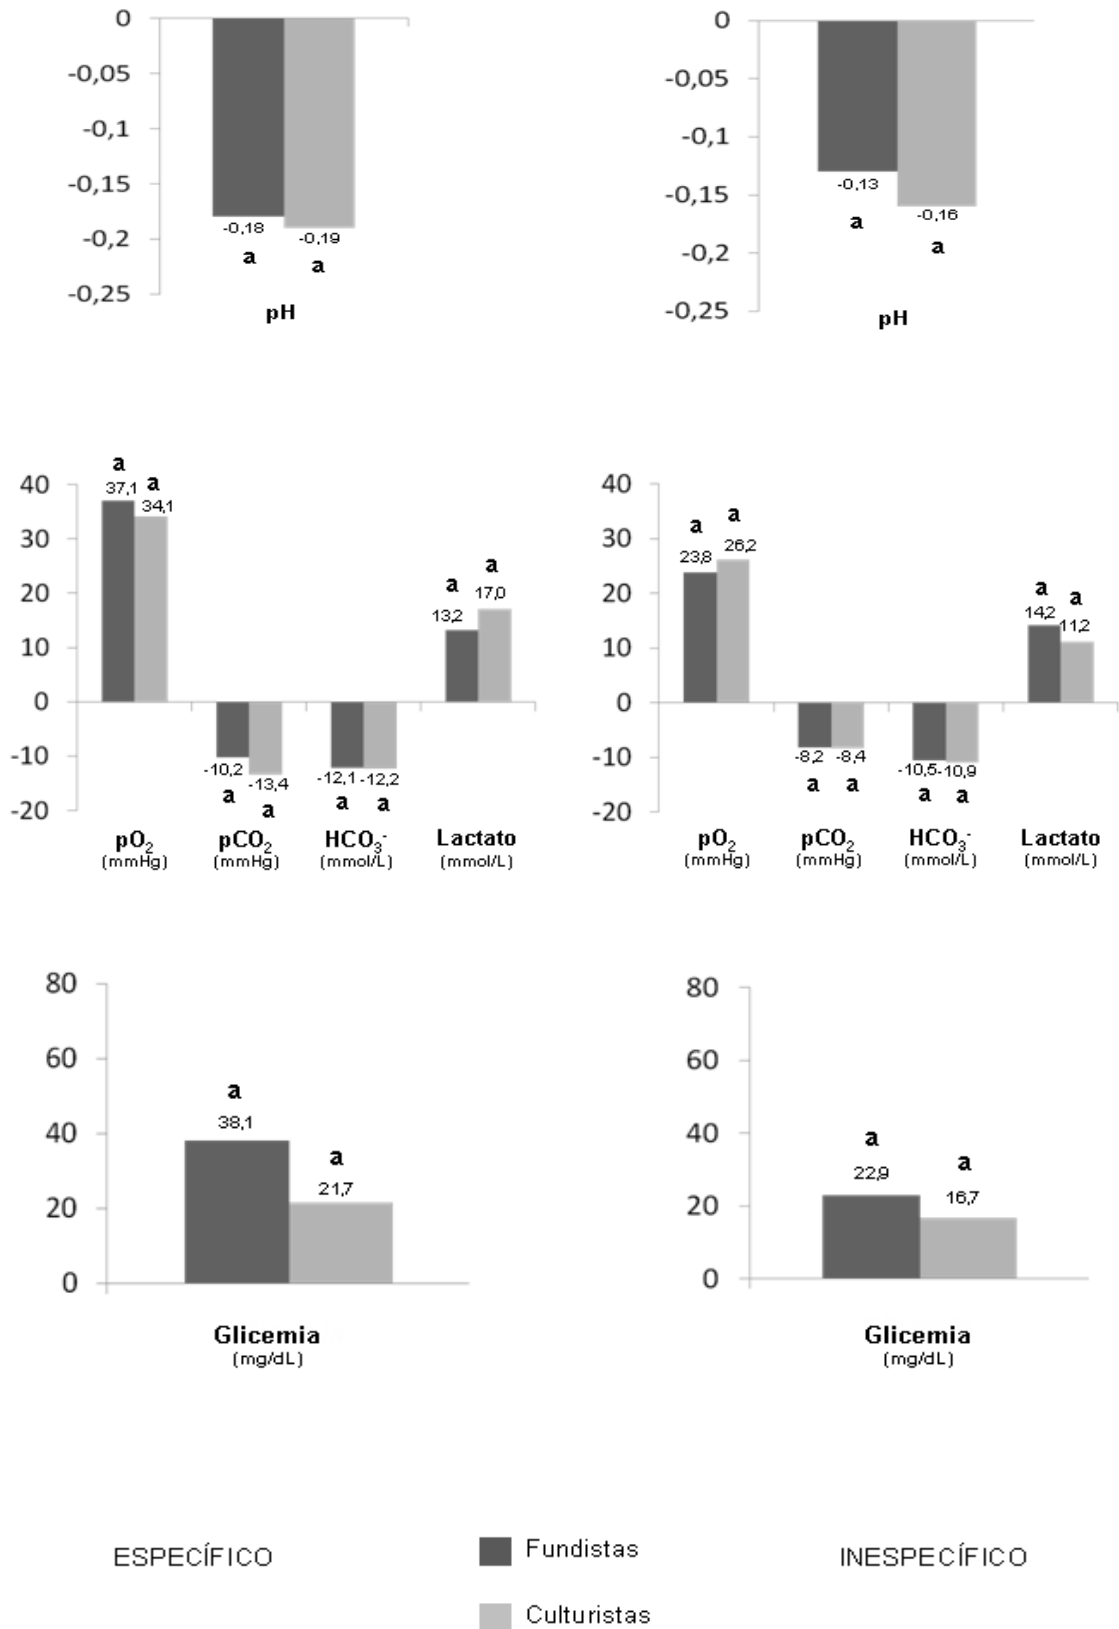 0
-0,05
-0,1
-0,15
-0,2
-0,25
-0,18
-0,19
a
a
pH
0
-0,05
-0,1
-0,15
-0,2
-0,25
-0,13
-0,16
a
a
pH
40
30
20
10
0
-10
-20
a
a
37,1
34,1
-10,2
-13,4
a
a
-12,1
-12,2
a
a
a
a
13,2
17,0
pO₂
(mmHg)
pCO₂
(mmHg)
HCO₃⁻
(mmol/L)
Lactato
(mmol/L)
40
30
20
10
0
-10
-20
a
a
23,8
26,2
-8,2
-8,4
a
a
-10,5
-10,9
a
a
a
a
14,2
11,2
pO₂
(mmHg)
pCO₂
(mmHg)
HCO₃⁻
(mmol/L)
Lactato
(mmol/L)
80
60
40
20
0
a
38,1
a
21,7
Glicemia
(mg/dL)
80
60
40
20
0
a
22,9
a
16,7
Glicemia
(mg/dL)
ESPECÍFICO
Fundistas
Culturistas
INESPECÍFICO